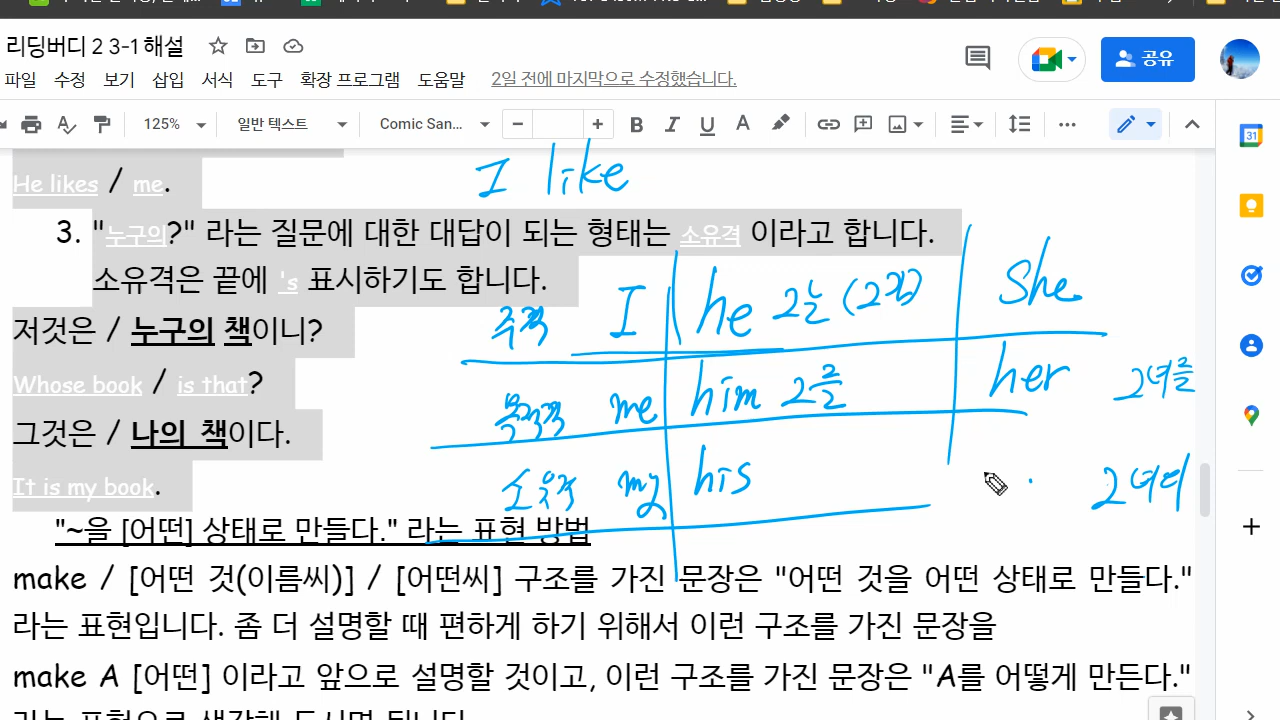 리딩버디 2 3-1 해설
공유
파일 수정 보기 삽입 서식 도구 확장 프로그램 도움말 2일 전에 마지막으로 수정했습니다.
125% 일반 텍스트 Comic San... B I U A
I like
He likes / me.
3. "누구의?" 라는 질문에 대한 대답이 되는 형태는 소유격 이라고 합니다.
소유격은 끝에 's 표시하기도 합니다.
주격 I he 그는 (그가) She
저것은 / 누구의 책이니?
목적격 me him 그를 her 그녀를
Whose book / is that?
그것은 / 나의 책이다.
소유격 my his 그녀의
It is my book.
"~을 [어떤] 상태로 만들다." 라는 표현 방법
make / [어떤 것(이름씨)] / [어떤씨] 구조를 가진 문장은 "어떤 것을 어떤 상태로 만들다."
라는 표현입니다. 좀 더 설명할 때 편하게 하기 위해서 이런 구조를 가진 문장을
make A [어떤] 이라고 앞으로 설명할 것이고, 이런 구조를 가진 문장은 "A를 어떻게 만든다."